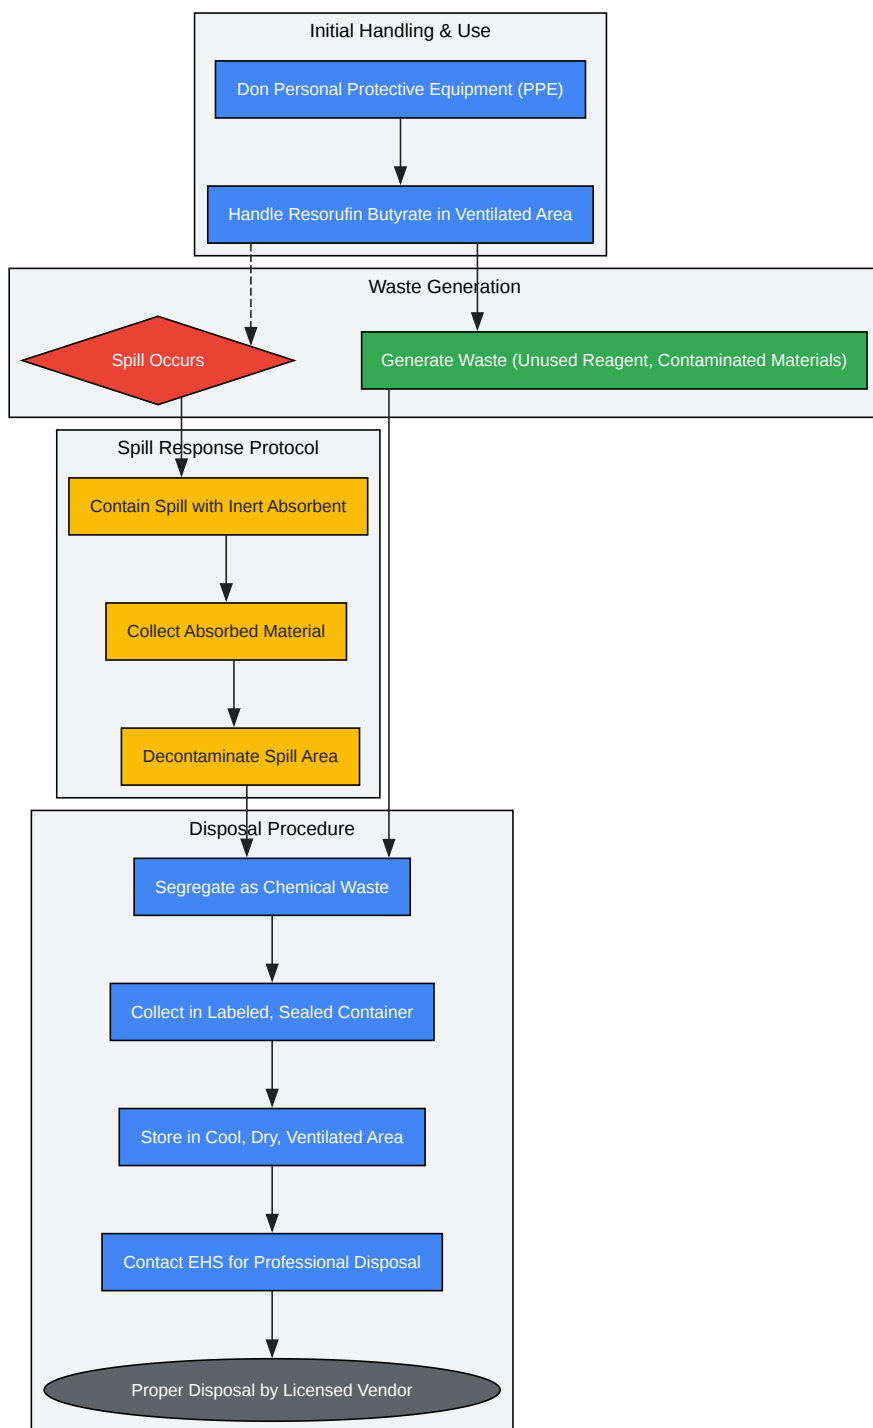 Initial Handling & Use
Don Personal Protective Equipment (PPE)
Handle Resorufin Butyrate in Ventilated Area
Waste Generation
Spill Occurs
Generate Waste (Unused Reagent, Contaminated Materials)
Spill Response Protocol
Contain Spill with Inert Absorbent
Collect Absorbed Material
Decontaminate Spill Area
Disposal Procedure
Segregate as Chemical Waste
Collect in Labeled, Sealed Container
Store in Cool, Dry, Ventilated Area
Contact EHS for Professional Disposal
Proper Disposal by Licensed Vendor